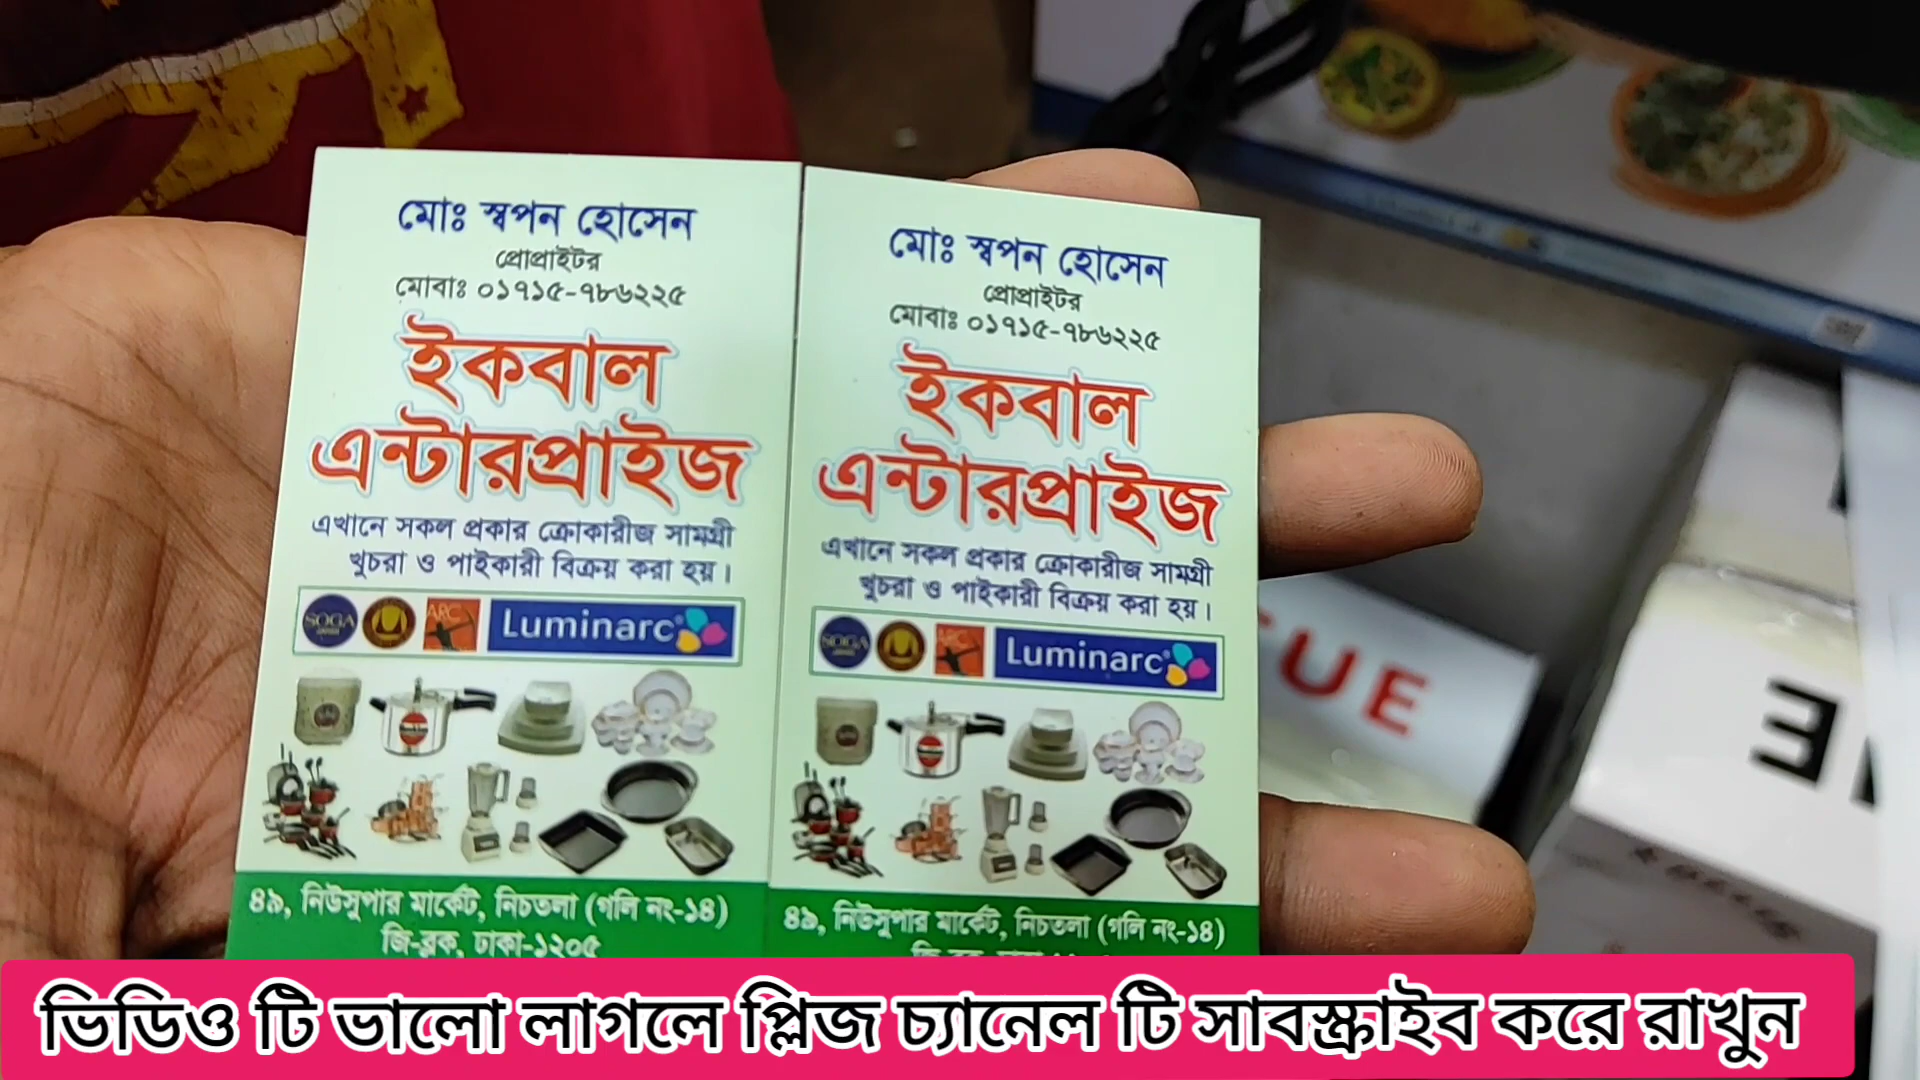 মোঃ স্বপন হোসেন
প্রোপ্রাইটর
মোবাঃ ০১৭১৫-৭৮৬২২৫
ইকবাল
এন্টারপ্রাইজ
এখানে সকল প্রকার ক্রোকারীজ সামগ্রী
খুচরা ও পাইকারী বিক্রয় করা হয়।
SOGA ARC Luminarc
৪৯, নিউসুপার মার্কেট, নিচতলা (গলি নং-১৪)
জি-ব্লক, ঢাকা-১২০৫
মোঃ স্বপন হোসেন
প্রোপ্রাইটর
মোবাঃ ০১৭১৫-৭৮৬২২৫
ইকবাল
এন্টারপ্রাইজ
এখানে সকল প্রকার ক্রোকারীজ সামগ্রী
খুচরা ও পাইকারী বিক্রয় করা হয়।
SOGA ARC Luminarc
৪৯, নিউসুপার মার্কেট, নিচতলা (গলি নং-১৪)
UE
ভিডিও টি ভালো লাগলে প্লিজ চ্যানেল টি সাবস্ক্রাইব করে রাখুন